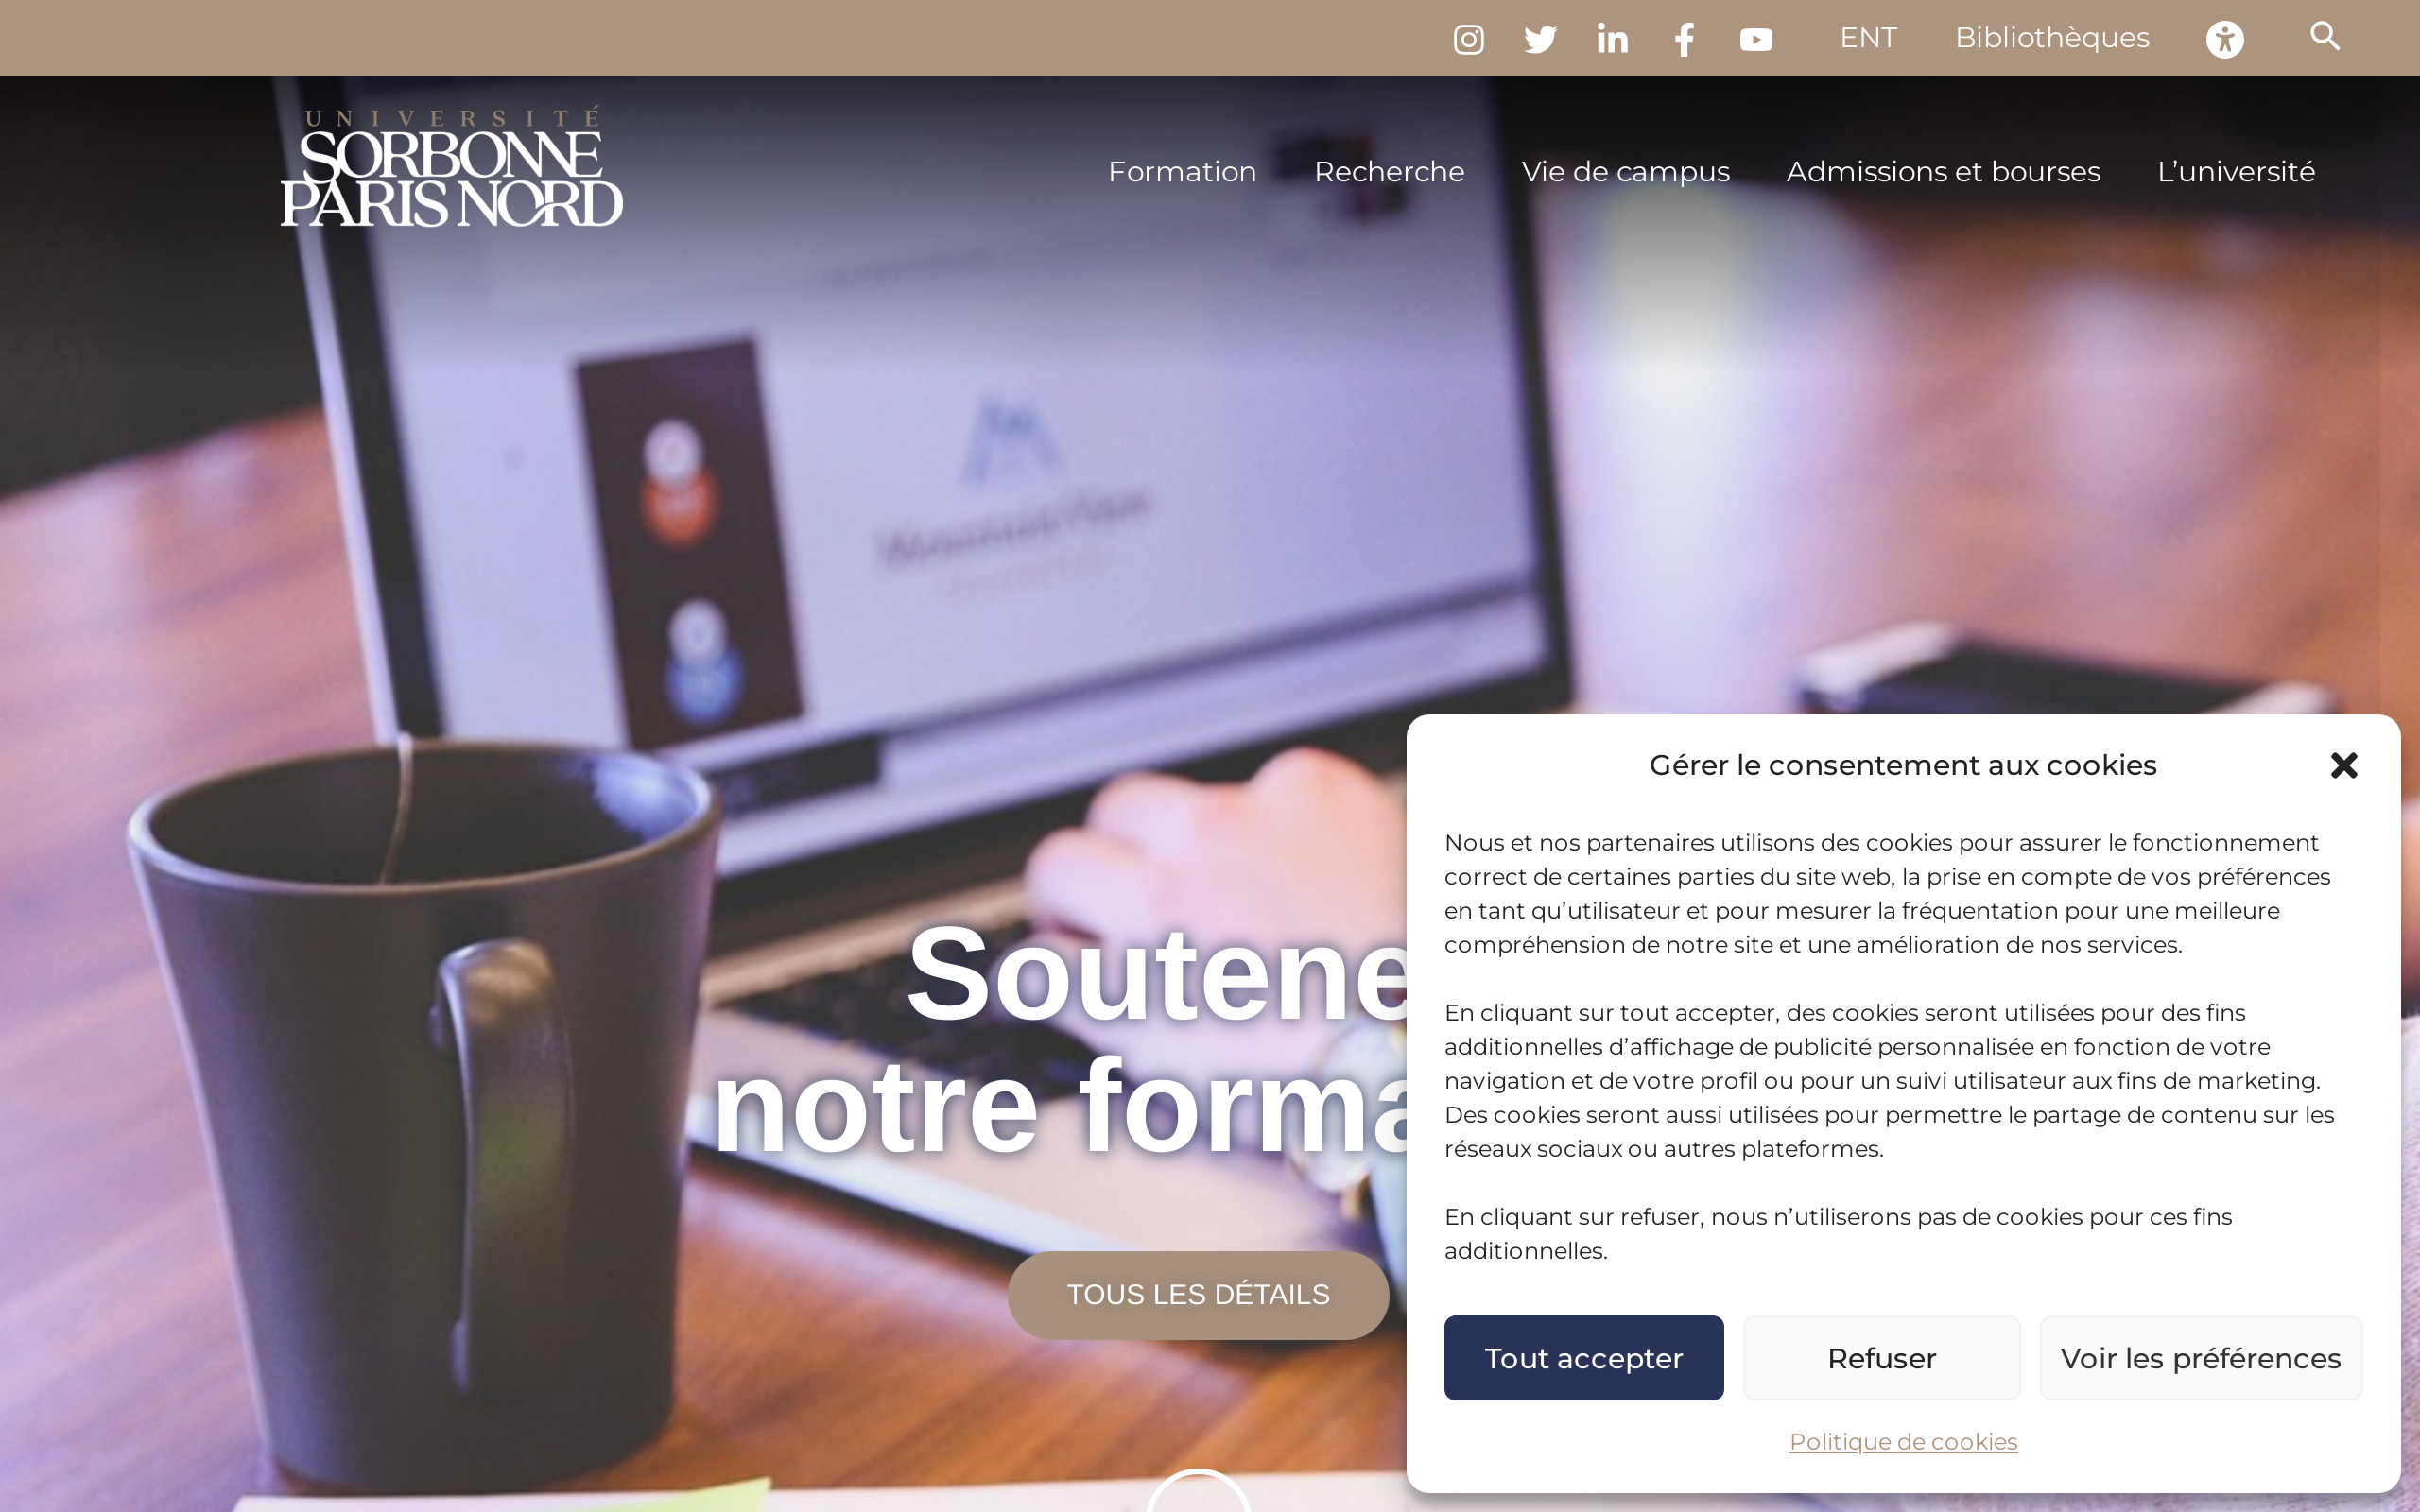 ENT
Bibliothèques
UNIVERSITÉ
SORBONNE
PARIS NORD
Formation
Recherche
Vie de campus
Admissions et bourses
L’université
Gérer le consentement aux cookies
Nous et nos partenaires utilisons des cookies pour assurer le fonctionnement
correct de certaines parties du site web, la prise en compte de vos préférences
en tant qu’utilisateur et pour mesurer la fréquentation pour une meilleure
compréhension de notre site et une amélioration de nos services.
En cliquant sur tout accepter, des cookies seront utilisées pour des fins
additionnelles d’affichage de publicité personnalisée en fonction de votre
navigation et de votre profil ou pour un suivi utilisateur aux fins de marketing.
Des cookies seront aussi utilisées pour permettre le partage de contenu sur les
réseaux sociaux ou autres plateformes.
En cliquant sur refuser, nous n’utiliserons pas de cookies pour ces fins
additionnelles.
Tout accepter
Refuser
Voir les préférences
Politique de cookies
Soutene
notre forma
TOUS LES DÉTAILS